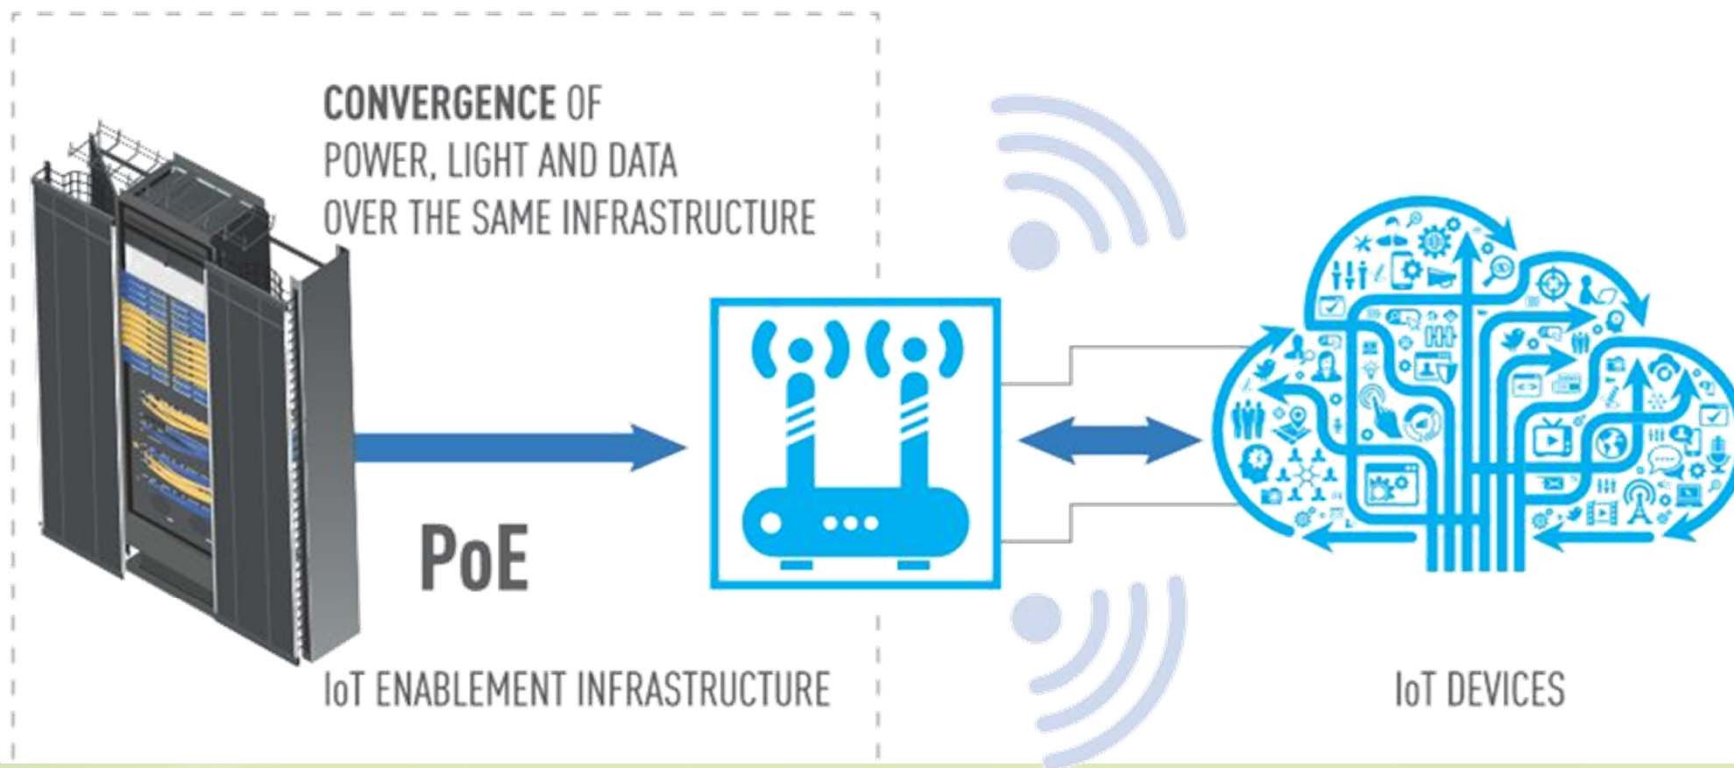 CONVERGENCE OF
POWER, LIGHT AND DATA
OVER THE SAME INFRASTRUCTURE
PoE
IoT ENABLEMENT INFRASTRUCTURE
IoT DEVICES